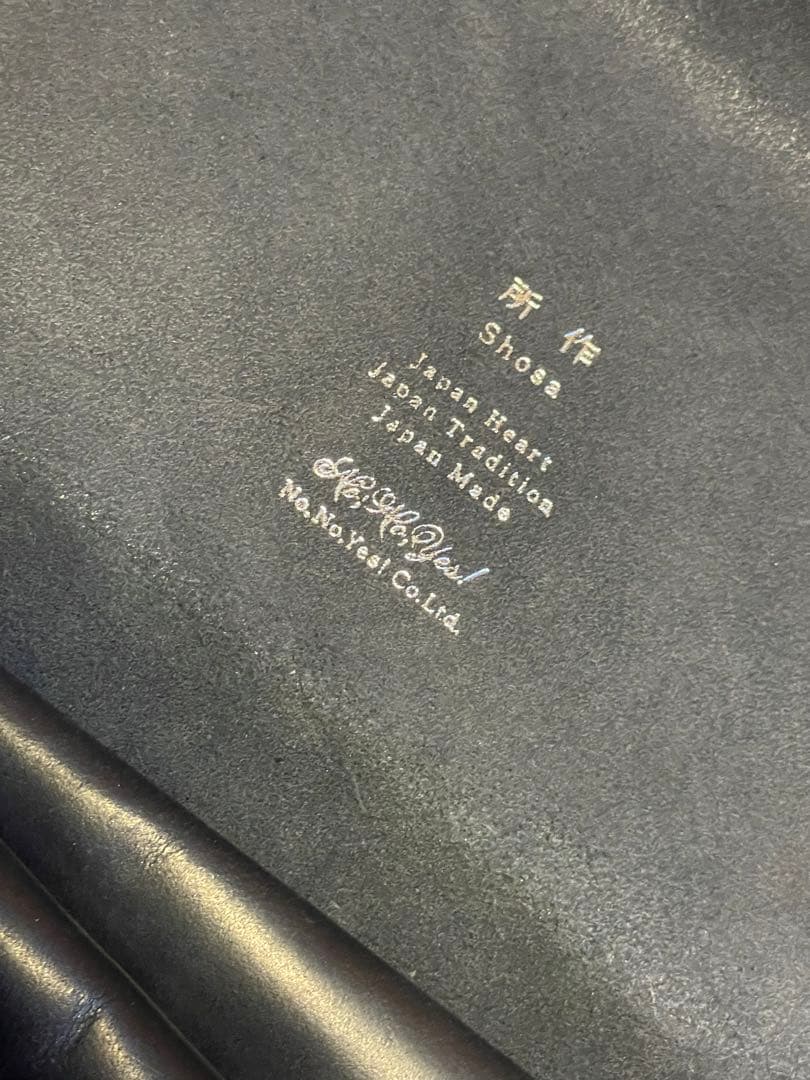 所作
Shosa
Japan Heart
Japan Tradition
Japan Made
No, No, Yes!
No,No,Yes! Co.Ltd.